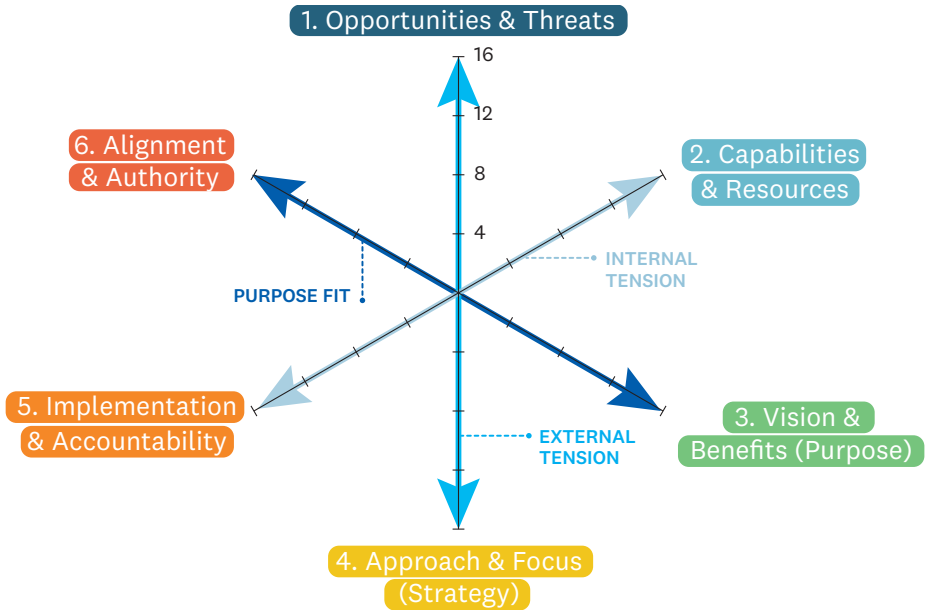 1. Opportunities & Threats
16
12
8
4
6. Alignment
& Authority
2. Capabilities
& Resources
INTERNAL
TENSION
PURPOSE FIT
5. Implementation
& Accountability
3. Vision &
Benefits (Purpose)
EXTERNAL
TENSION
4. Approach & Focus
(Strategy)